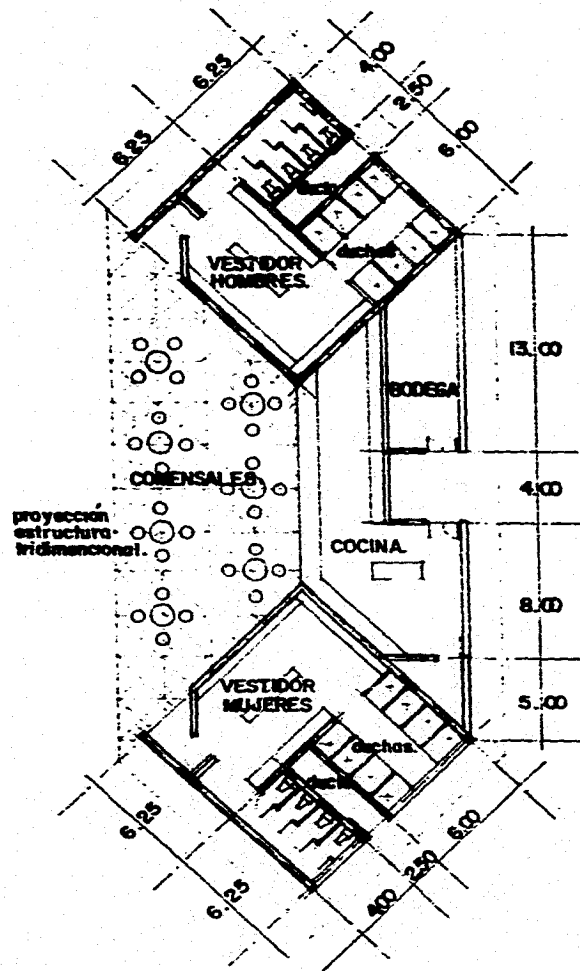 6.25
6.25
4.00
2.50
6.00
ducto
duchas
VESTIDOR
HOMBRES.
13.00
BODEGA
COMENSALES.
4.00
proyección
estructura
tridimencional.
COCINA.
8.00
VESTIDOR
MUJERES
5.00
duchas.
ducto
6.25
6.25
4.00
2.50
6.00